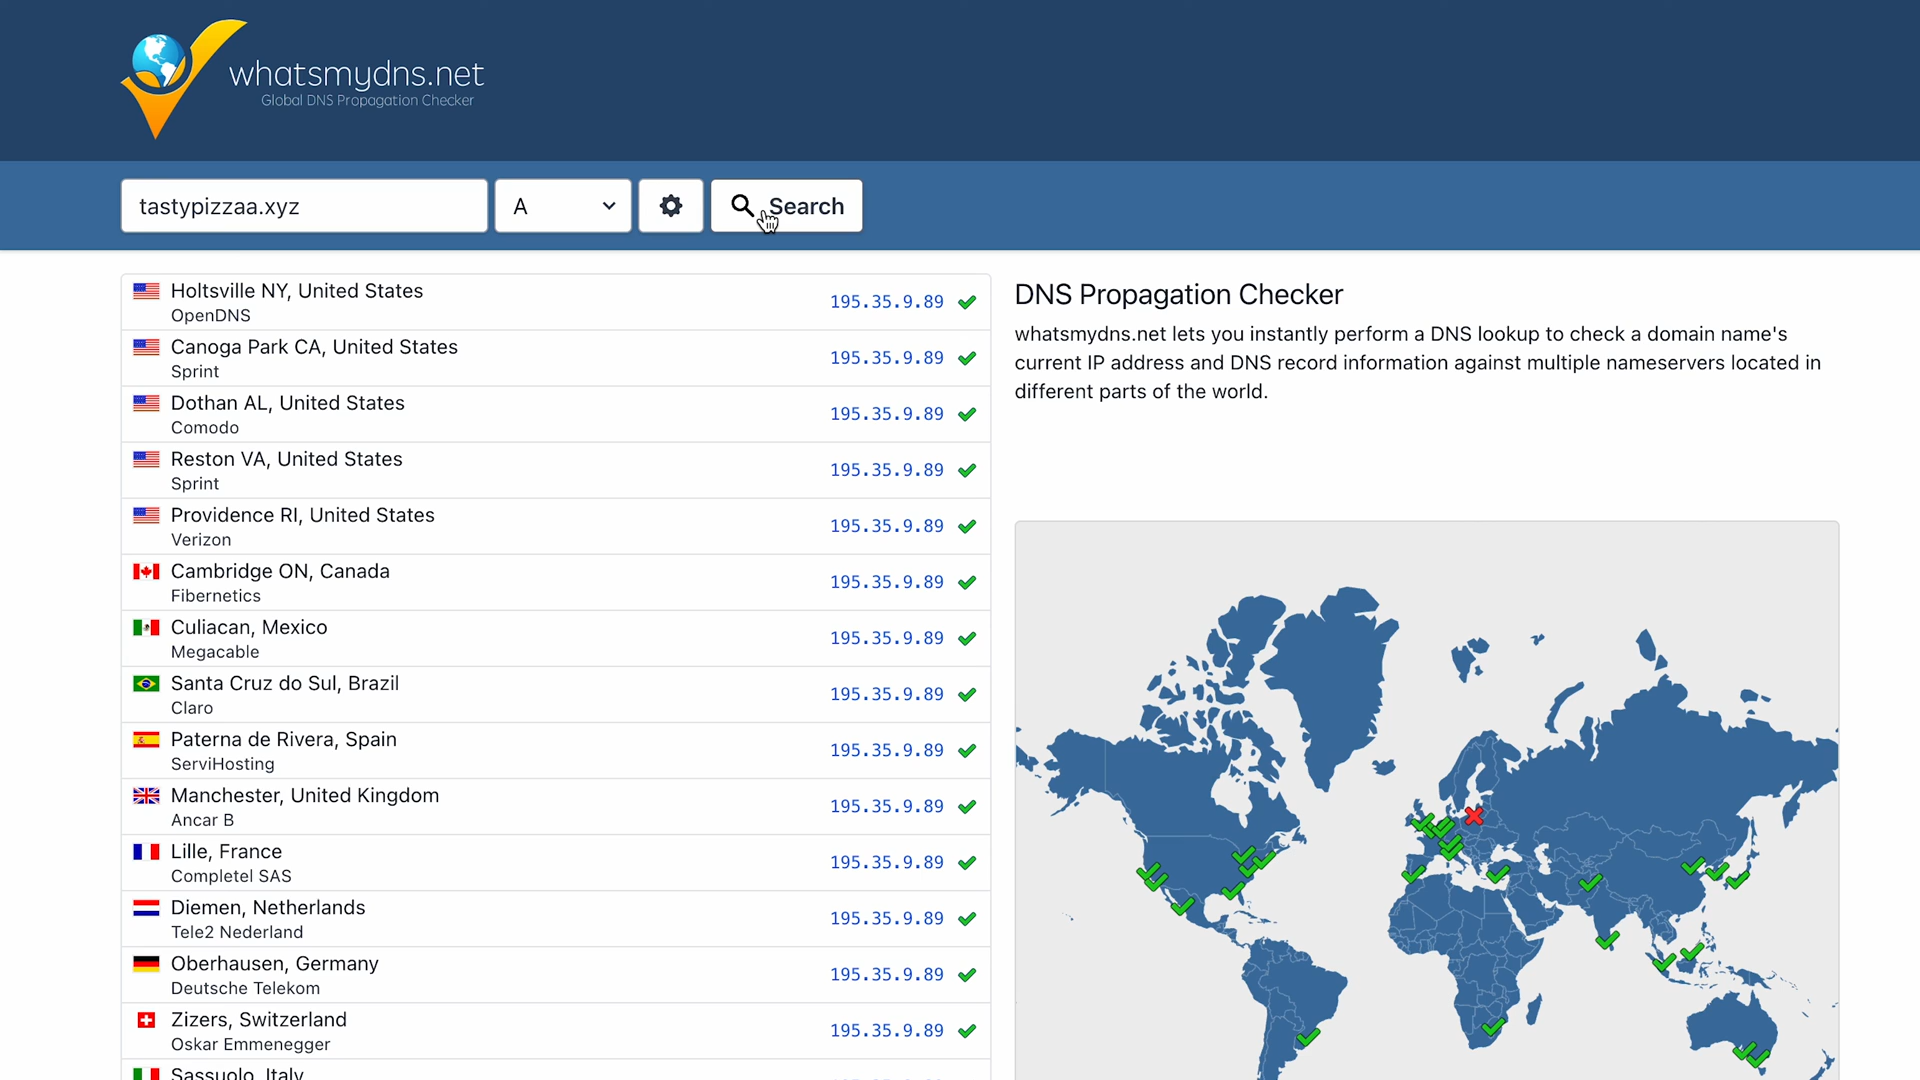 whatsmydns.net
Global DNS Propagation Checker
tastypizzaa.xyz
A
Search
Holtsville NY, United States
OpenDNS
195.35.9.89
Canoga Park CA, United States
Sprint
195.35.9.89
Dothan AL, United States
Comodo
195.35.9.89
Reston VA, United States
Sprint
195.35.9.89
Providence RI, United States
Verizon
195.35.9.89
Cambridge ON, Canada
Fibernetics
195.35.9.89
Culiacan, Mexico
Megacable
195.35.9.89
Santa Cruz do Sul, Brazil
Claro
195.35.9.89
Paterna de Rivera, Spain
ServiHosting
195.35.9.89
Manchester, United Kingdom
Ancar B
195.35.9.89
Lille, France
Completel SAS
195.35.9.89
Diemen, Netherlands
Tele2 Nederland
195.35.9.89
Oberhausen, Germany
Deutsche Telekom
195.35.9.89
Zizers, Switzerland
Oskar Emmenegger
195.35.9.89
Sassuolo, Italy
DNS Propagation Checker
whatsmydns.net lets you instantly perform a DNS lookup to check a domain name's
current IP address and DNS record information against multiple nameservers located in
different parts of the world.